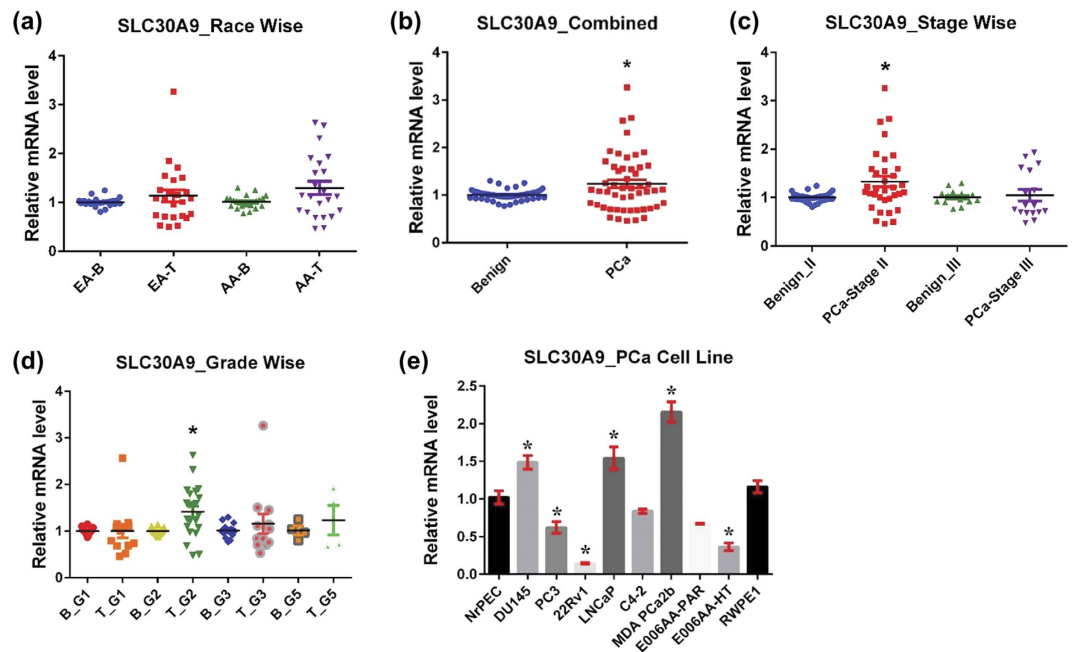 (a)
SLC30A9_Race Wise
Relative mRNA level
4
3
2
1
0
EA-B
EA-T
AA-B
AA-T
(b)
SLC30A9_Combined
Relative mRNA level
4
3
2
1
0
*
Benign
PCa
(c)
SLC30A9_Stage Wise
Relative mRNA level
4
3
2
1
0
*
Benign_II
PCa-Stage II
Benign_III
PCa-Stage III
(d)
SLC30A9_Grade Wise
Relative mRNA level
4
2
1
0
*
B_G1
T_G1
B_G2
T_G2
B_G3
T_G3
B_G5
T_G5
(e)
SLC30A9_PCa Cell Line
Relative mRNA level
2.5
2.0
1.5
1.0
0.5
0.0
*
*
*
*
*
*
NrPEC
DU145
PC3
22Rv1
LNCaP
C4-2
MDA PCa2b
E006AA-PAR
E006AA-HT
RWPE1